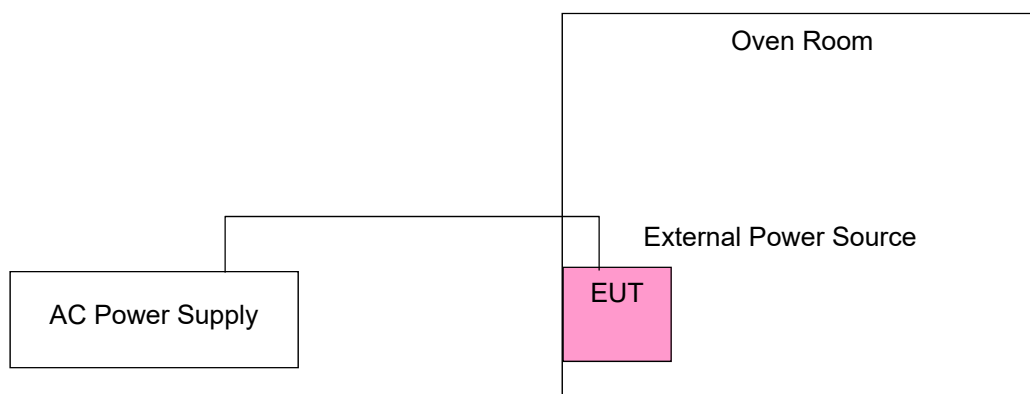 Oven Room
External Power Source
EUT
AC Power Supply